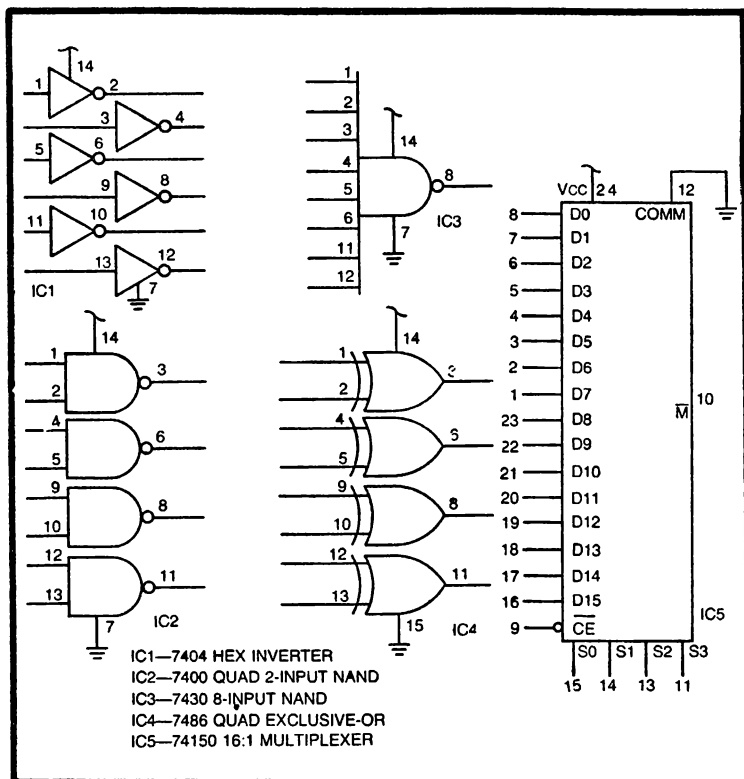 14
1
2
3
4
5
6
9
8
11
10
13
12
7
IC1
1
2
3
4
5
6
11
12
14
8
7
IC3
VCC 24
12
COMM
8 D0
7 D1
6 D2
5 D3
4 D4
3 D5
2 D6
1 D7
23 D8
22 D9
21 D10
20 D11
19 D12
18 D13
17 D14
16 D15
9 CE
M 10
IC5
S0 S1 S2 S3
15 14 13 11
14
1
2
3
4
5
6
9
10
8
12
13
11
7
IC2
14
1
2
3
4
5
6
9
10
8
12
13
11
15
IC4
IC1—7404 HEX INVERTER
IC2—7400 QUAD 2-INPUT NAND
IC3—7430 8-INPUT NAND
IC4—7486 QUAD EXCLUSIVE-OR
IC5—74150 16:1 MULTIPLEXER